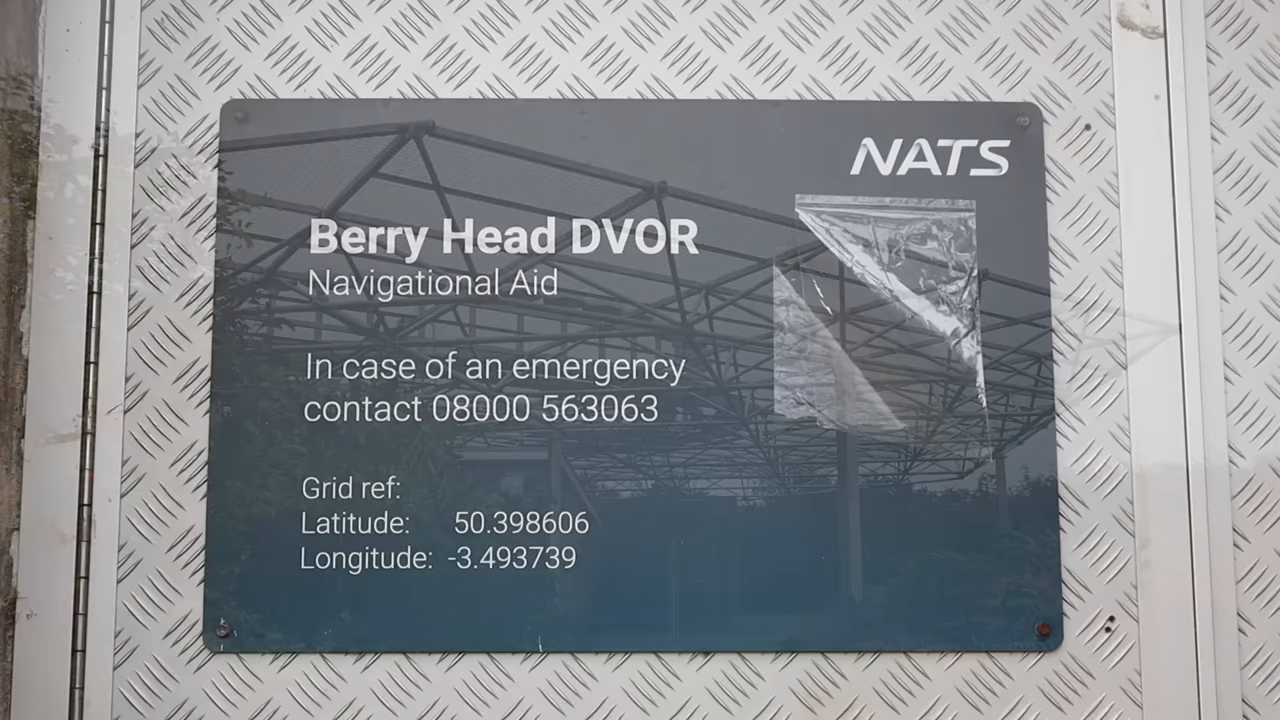 NATS
Berry Head DVOR
Navigational Aid
In case of an emergency
contact 08000 563063
Grid ref:
Latitude: 50.398606
Longitude: -3.493739